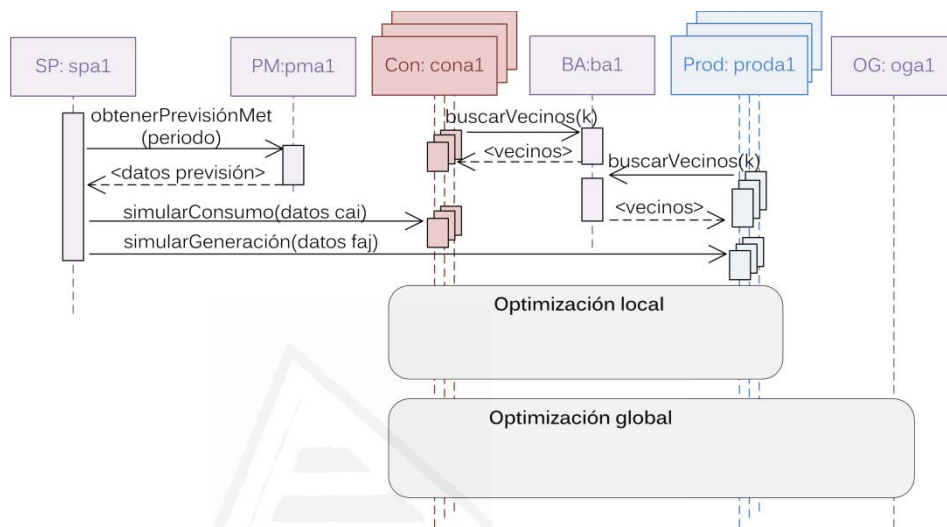 SP: spa1
PM:pma1
Con: cona1
BA:ba1
Prod: proda1
OG: oga1
obtenerPrevisiónMet
(periodo)
buscarVecinos(k)
<vecinos>
buscarVecinos(k)
<datos previsión>
<vecinos>
simularConsumo(datos cai)
simularGeneración(datos faj)
Optimización local
Optimización global